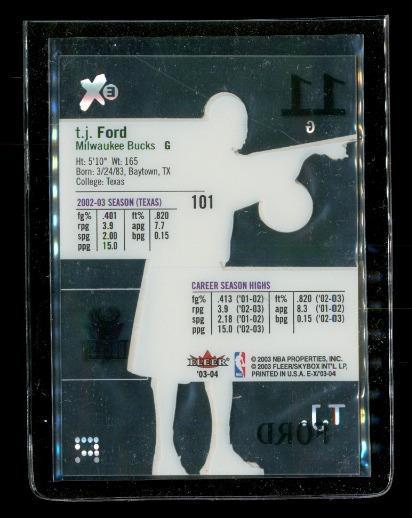 11
G
t.j. Ford
Milwaukee Bucks G
Ht: 5'10" Wt: 165
Born: 3/24/83, Baytown, TX
College: Texas
101
2002-03 SEASON (TEXAS)
fg% .401 ft% .820
rpg 3.9 apg 7.7
spg 2.00 bpg 0.15
ppg 15.0
CAREER SEASON HIGHS
fg% .413 ('01-02) ft% .820 ('02-03)
rpg 3.9 ('02-03) apg 8.3 ('01-02)
spg 2.18 ('01-02) bpg 0.15 ('02-03)
ppg 15.0 ('02-03)
FLEER
'03-04
© 2003 NBA PROPERTIES, INC.
© 2003 FLEER/SKYBOX INT'L LP,
PRINTED IN U.S.A. E-X/'03-04
T.J.
FORD